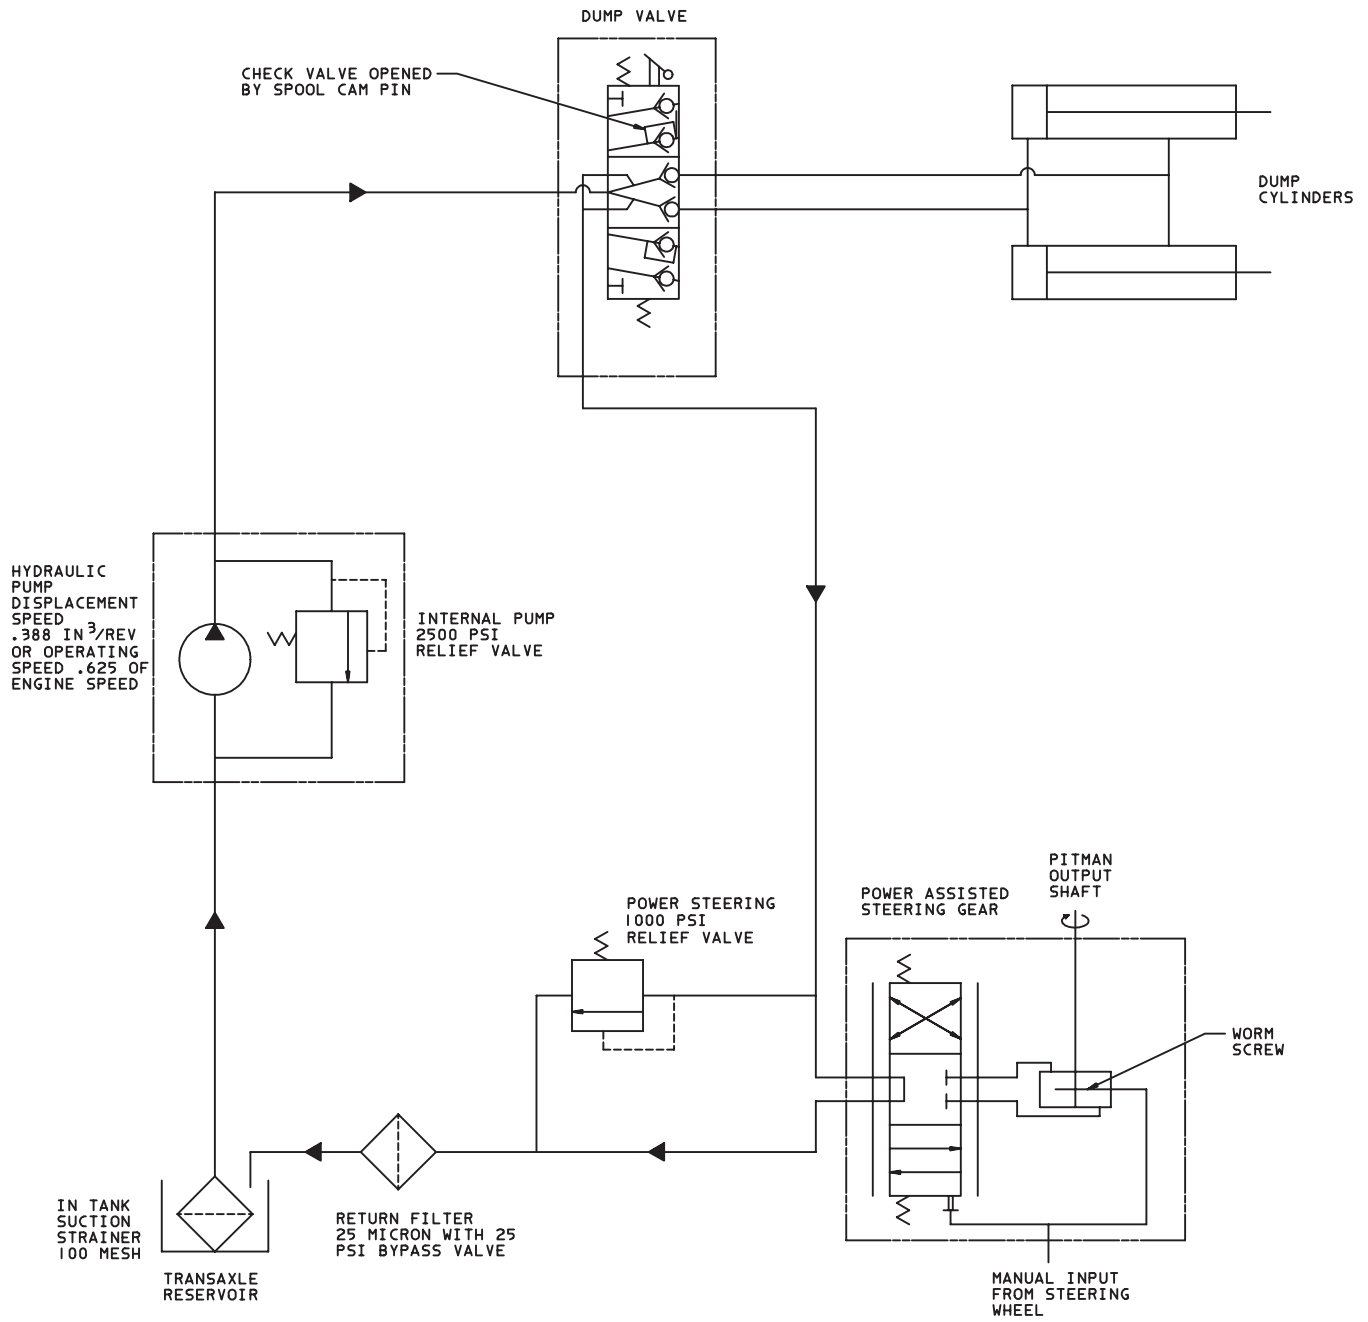 DUMP VALVE
CHECK VALVE OPENED
BY SPOOL CAM PIN
DUMP
CYLINDERS
HYDRAULIC
PUMP
DISPLACEMENT
SPEED
.388 IN³/REV
OR OPERATING
SPEED .625 OF
ENGINE SPEED
INTERNAL PUMP
2500 PSI
RELIEF VALVE
PITMAN
OUTPUT
SHAFT
POWER ASSISTED
STEERING GEAR
POWER STEERING
1000 PSI
RELIEF VALVE
WORM
SCREW
IN TANK
SUCTION
STRAINER
100 MESH
RETURN FILTER
25 MICRON WITH 25
PSI BYPASS VALVE
TRANSAXLE
RESERVOIR
MANUAL INPUT
FROM STEERING
WHEEL